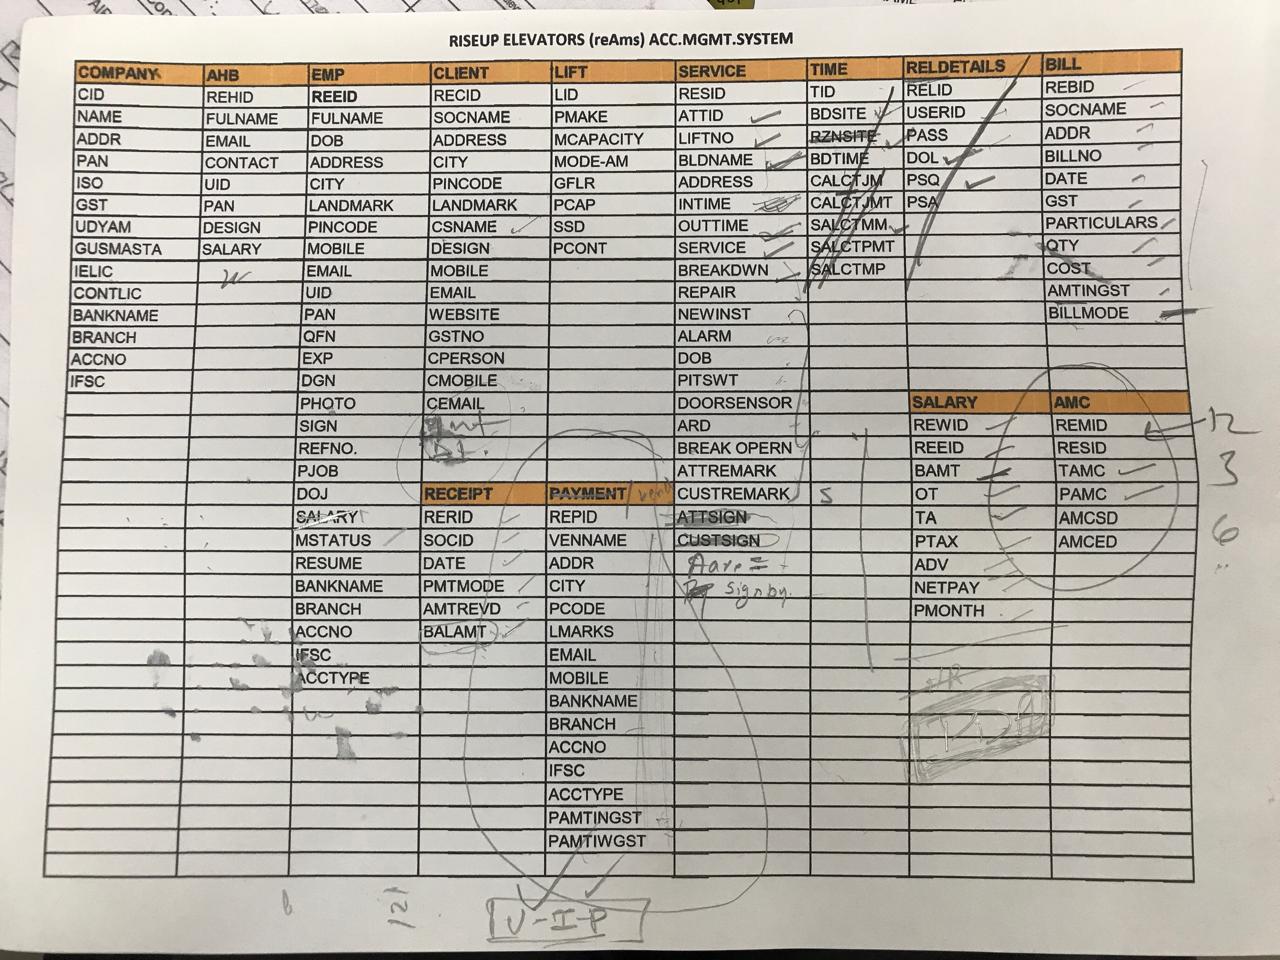 RISEUP ELEVATORS (reAms) ACC.MGMT.SYSTEM
COMPANY AHB EMP CLIENT LIFT SERVICE TIME RELDETAILS BILL
CID REHID REEID RECID LID RESID TID RELID REBID
NAME FULNAME FULNAME SOCNAME PMAKE ATTID BDSITE USERID SOCNAME
ADDR EMAIL DOB ADDRESS MCAPACITY LIFTNO RZNSITE PASS ADDR
PAN CONTACT ADDRESS CITY MODE-AM BLDNAME BDTIME DOL BILLNO
ISO UID CITY PINCODE GFLR ADDRESS CALCTJM PSQ DATE
GST PAN LANDMARK LANDMARK PCAP INTIME CALCTJMT PSA GST
UDYAM DESIGN PINCODE CSNAME SSD OUTTIME SALCTMM PARTICULARS
GUSMASTA SALARY MOBILE DESIGN PCONT SERVICE SALCTPMT QTY
IELIC EMAIL MOBILE BREAKDWN SALCTMP COST
CONTLIC UID EMAIL REPAIR AMTINGST
BANKNAME PAN WEBSITE NEWINST BILLMODE
BRANCH QFN GSTNO ALARM
ACCNO EXP CPERSON DOB
IFSC DGN CMOBILE PITSWT
PHOTO CEMAIL DOORSENSOR SALARY AMC
SIGN ARD REWID REMID 12
REFNO. BREAK OPERN REEID RESID
PJOB ATTREMARK BAMT TAMC 3
DOJ RECEIPT PAYMENT CUSTREMARK S OT PAMC
SALARY RERID REPID ATTSIGN TA AMCSD
MSTATUS SOCID VENNAME CUSTSIGN PTAX AMCED 6
RESUME DATE ADDR ADV
BANKNAME PMTMODE CITY Signby. NETPAY
BRANCH AMTREVD PCODE PMONTH
ACCNO BALAMT LMARKS
IFSC EMAIL
ACCTYPE MOBILE
BANKNAME
BRANCH PDF
ACCNO
IFSC
ACCTYPE
PAMTINGST
PAMTIWGST
V-I-P